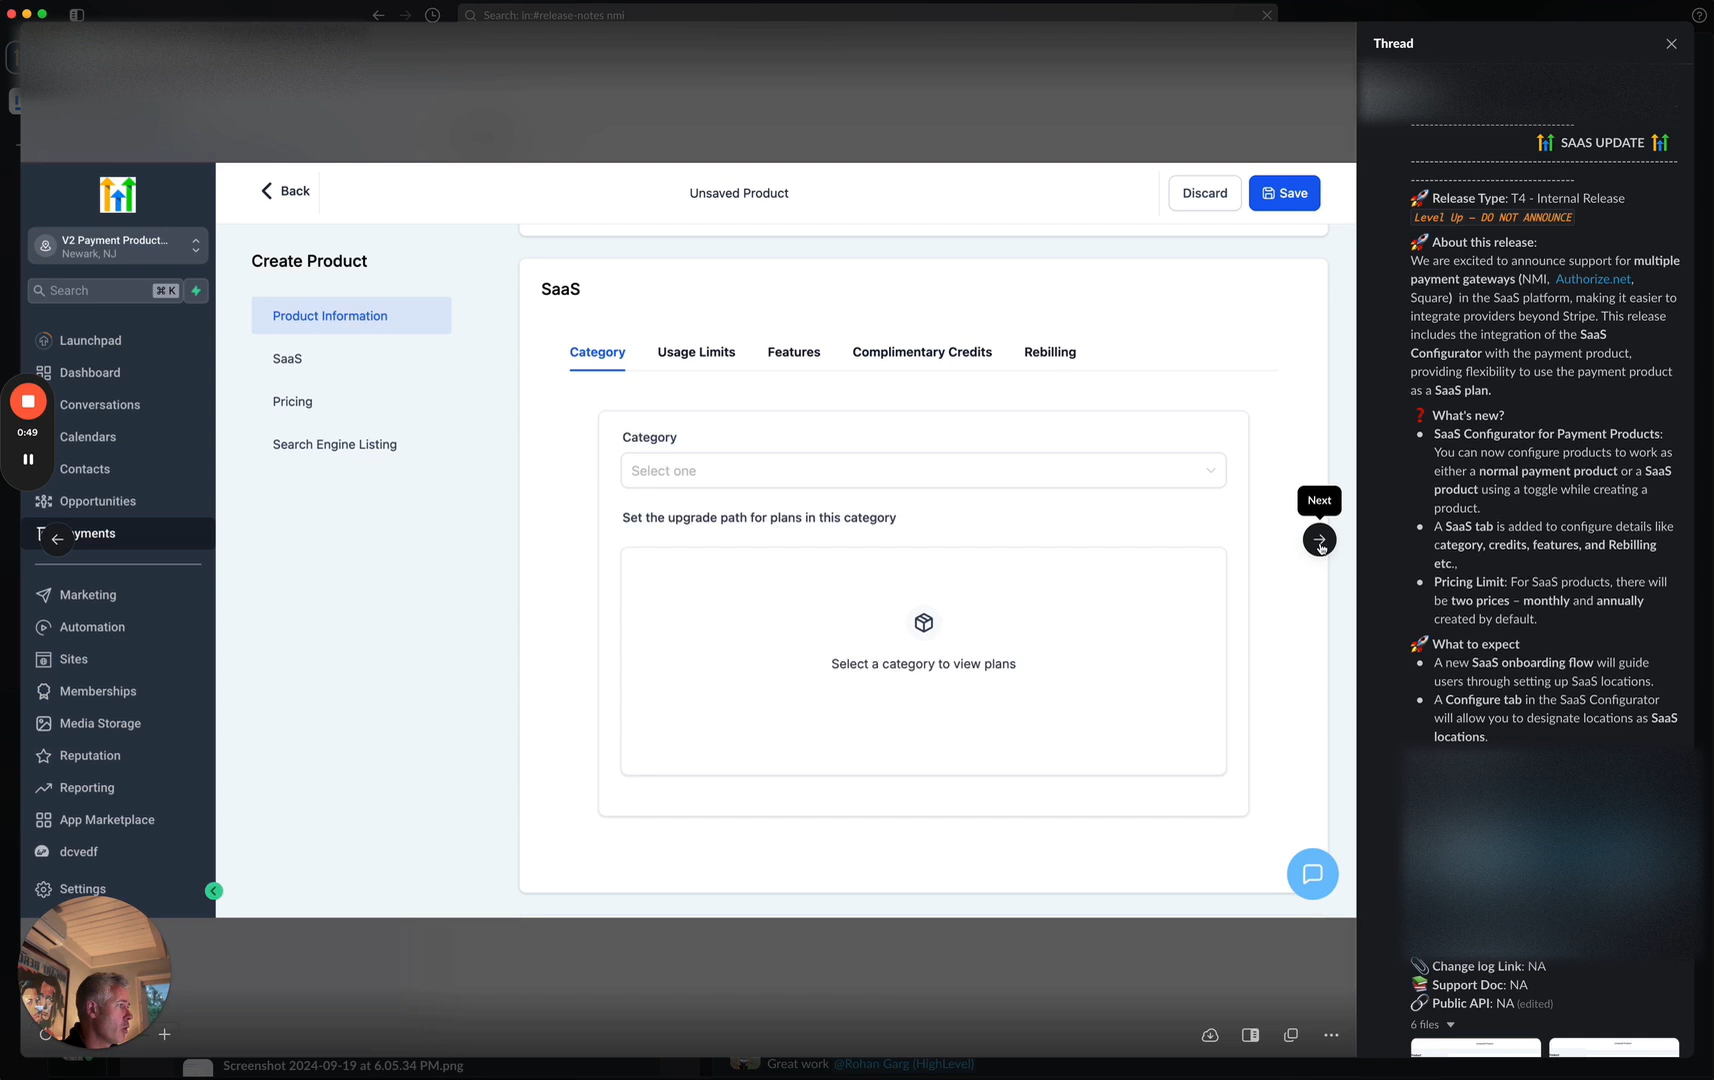 Search: in:#release-notes nmi
Back
Unsaved Product
Discard
Save
V2 Payment Product...
Newark, NJ
Search
⌘ K
Launchpad
Dashboard
Conversations
Calendars
Contacts
Opportunities
yments
Marketing
Automation
Sites
Memberships
Media Storage
Reputation
Reporting
App Marketplace
dcvedf
Settings
0:49
Create Product
Product Information
SaaS
Pricing
Search Engine Listing
SaaS
Category
Usage Limits
Features
Complimentary Credits
Rebilling
Category
Select one
Set the upgrade path for plans in this category
Select a category to view plans
Next
Thread
SAAS UPDATE
Release Type: T4 - Internal Release
Level Up – DO NOT ANNOUNCE
About this release:
We are excited to announce support for multiple
payment gateways (NMI, Authorize.net,
Square) in the SaaS platform, making it easier to
integrate providers beyond Stripe. This release
includes the integration of the SaaS
Configurator with the payment product,
providing flexibility to use the payment product
as a SaaS plan.
What's new?
• SaaS Configurator for Payment Products:
You can now configure products to work as
either a normal payment product or a SaaS
product using a toggle while creating a
product.
• A SaaS tab is added to configure details like
category, credits, features, and Rebilling
etc.,
• Pricing Limit: For SaaS products, there will
be two prices – monthly and annually
created by default.
What to expect
• A new SaaS onboarding flow will guide
users through setting up SaaS locations.
• A Configure tab in the SaaS Configurator
will allow you to designate locations as SaaS
locations.
Change log Link: NA
Support Doc: NA
Public API: NA (edited)
6 files
Screenshot 2024-09-19 at 6.05.34 PM.png
Great work @Rohan Garg (HighLevel)